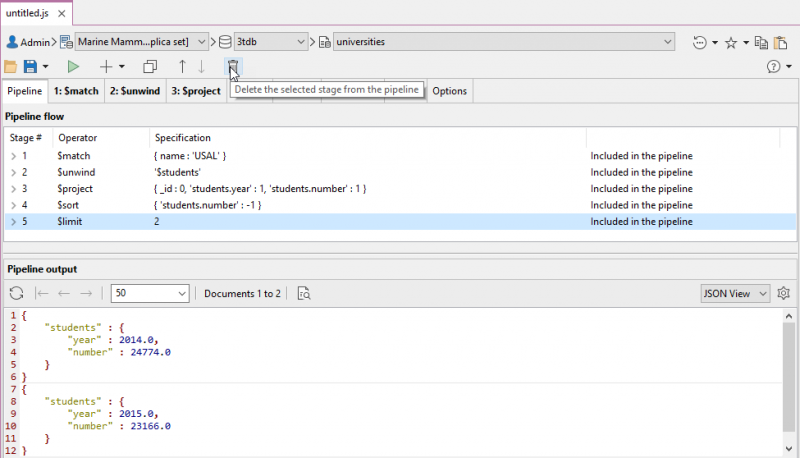 untitled.js
Admin Marine Mamm...plica set] 3tdb universities
Delete the selected stage from the pipeline
Pipeline 1: $match 2: $unwind 3: $project Options
Pipeline flow
Stage # Operator Specification
1 $match { name : 'USAL' } Included in the pipeline
2 $unwind '$students' Included in the pipeline
3 $project { _id : 0, 'students.year' : 1, 'students.number' : 1 } Included in the pipeline
4 $sort { 'students.number' : -1 } Included in the pipeline
5 $limit 2 Included in the pipeline
Pipeline output
50 Documents 1 to 2 JSON View
1 {
2 "students" : {
3 "year" : 2014.0,
4 "number" : 24774.0
5 }
6 }
7 {
8 "students" : {
9 "year" : 2015.0,
10 "number" : 23166.0
11 }
12 }